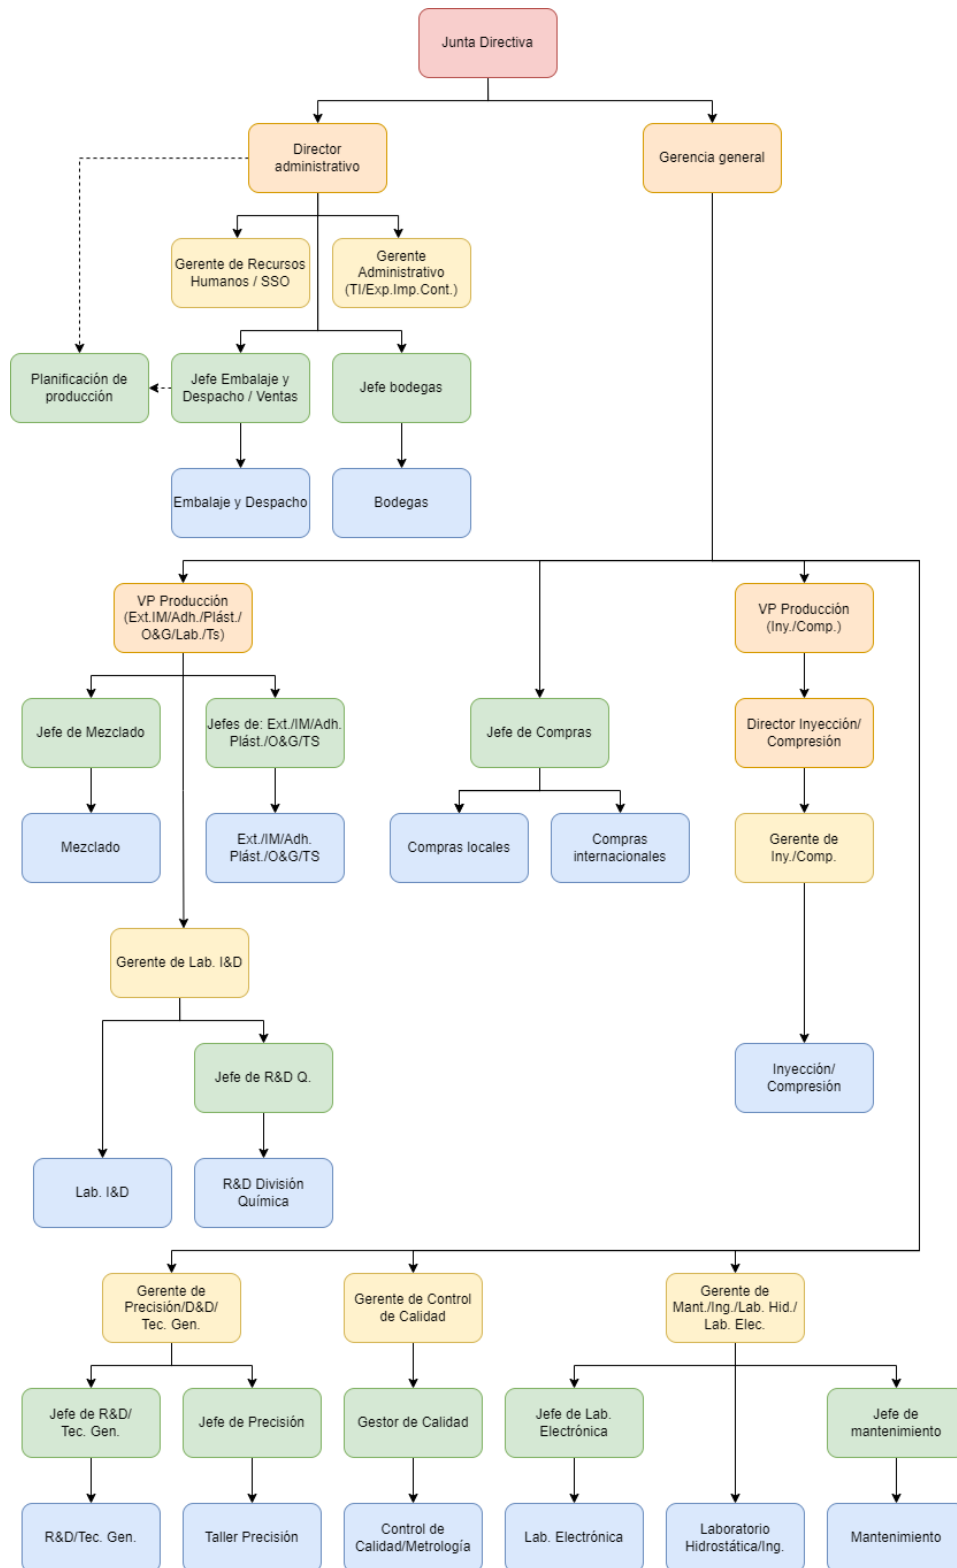 Junta Directiva
Director
administrativo
Gerencia general
Gerente de Recursos
Humanos / SSO
Gerente
Administrativo
(TI/Exp.Imp.Cont.)
Planificación de
producción
Jefe Embalaje y
Despacho / Ventas
Jefe bodegas
Embalaje y Despacho
Bodegas
VP Producción
(Ext.IM/Adh./Plást./
O&G/Lab./Ts)
VP Producción
(Iny./Comp.)
Jefe de Mezclado
Jefes de: Ext./IM/Adh.
Plást./O&G/TS
Jefe de Compras
Director Inyección/
Compresión
Mezclado
Ext./IM/Adh.
Plást./O&G/TS
Compras locales
Compras
internacionales
Gerente de
Iny./Comp.
Gerente de Lab. I&D
Jefe de R&D Q.
Inyección/
Compresión
Lab. I&D
R&D División
Química
Gerente de
Precisión/D&D/
Tec. Gen.
Gerente de Control
de Calidad
Gerente de
Mant./Ing./Lab. Hid./
Lab. Elec.
Jefe de R&D/
Tec. Gen.
Jefe de Precisión
Gestor de Calidad
Jefe de Lab.
Electrónica
Jefe de
mantenimiento
R&D/Tec. Gen.
Taller Precisión
Control de
Calidad/Metrología
Lab. Electrónica
Laboratorio
Hidrostática/Ing.
Mantenimiento